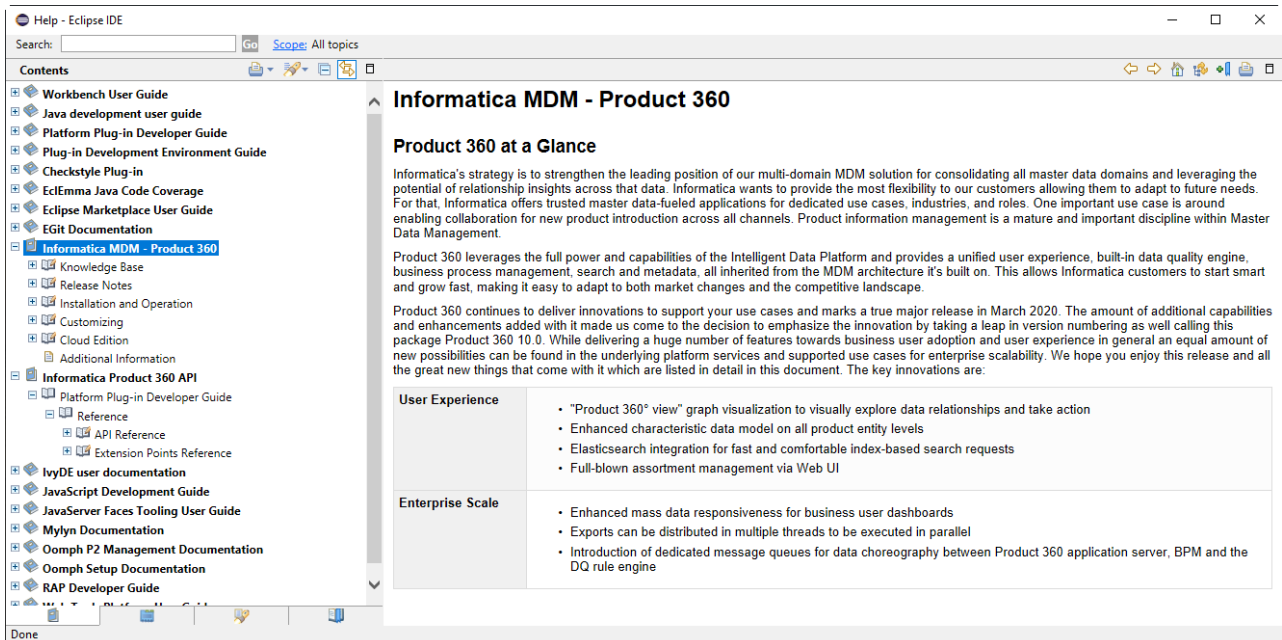 Help - Eclipse IDE
Search:
Go
Scope: All topics
Contents
Workbench User Guide
Java development user guide
Platform Plug-in Developer Guide
Plug-in Development Environment Guide
Checkstyle Plug-in
EclEmma Java Code Coverage
Eclipse Marketplace User Guide
EGit Documentation
Informatica MDM - Product 360
Knowledge Base
Release Notes
Installation and Operation
Customizing
Cloud Edition
Additional Information
Informatica Product 360 API
Platform Plug-in Developer Guide
Reference
API Reference
Extension Points Reference
IvyDE user documentation
JavaScript Development Guide
JavaServer Faces Tooling User Guide
Mylyn Documentation
Oomph P2 Management Documentation
Oomph Setup Documentation
RAP Developer Guide
Informatica MDM - Product 360
Product 360 at a Glance
Informatica's strategy is to strengthen the leading position of our multi-domain MDM solution for consolidating all master data domains and leveraging the
potential of relationship insights across that data. Informatica wants to provide the most flexibility to our customers allowing them to adapt to future needs.
For that, Informatica offers trusted master data-fueled applications for dedicated use cases, industries, and roles. One important use case is around
enabling collaboration for new product introduction across all channels. Product information management is a mature and important discipline within Master
Data Management.
Product 360 leverages the full power and capabilities of the Intelligent Data Platform and provides a unified user experience, built-in data quality engine,
business process management, search and metadata, all inherited from the MDM architecture it's built on. This allows Informatica customers to start smart
and grow fast, making it easy to adapt to both market changes and the competitive landscape.
Product 360 continues to deliver innovations to support your use cases and marks a true major release in March 2020. The amount of additional capabilities
and enhancements added with it made us come to the decision to emphasize the innovation by taking a leap in version numbering as well calling this
package Product 360 10.0. While delivering a huge number of features towards business user adoption and user experience in general an equal amount of
new possibilities can be found in the underlying platform services and supported use cases for enterprise scalability. We hope you enjoy this release and all
the great new things that come with it which are listed in detail in this document. The key innovations are:
User Experience
• "Product 360° view" graph visualization to visually explore data relationships and take action
• Enhanced characteristic data model on all product entity levels
• Elasticsearch integration for fast and comfortable index-based search requests
• Full-blown assortment management via Web UI
Enterprise Scale
• Enhanced mass data responsiveness for business user dashboards
• Exports can be distributed in multiple threads to be executed in parallel
• Introduction of dedicated message queues for data choreography between Product 360 application server, BPM and the
DQ rule engine
Done